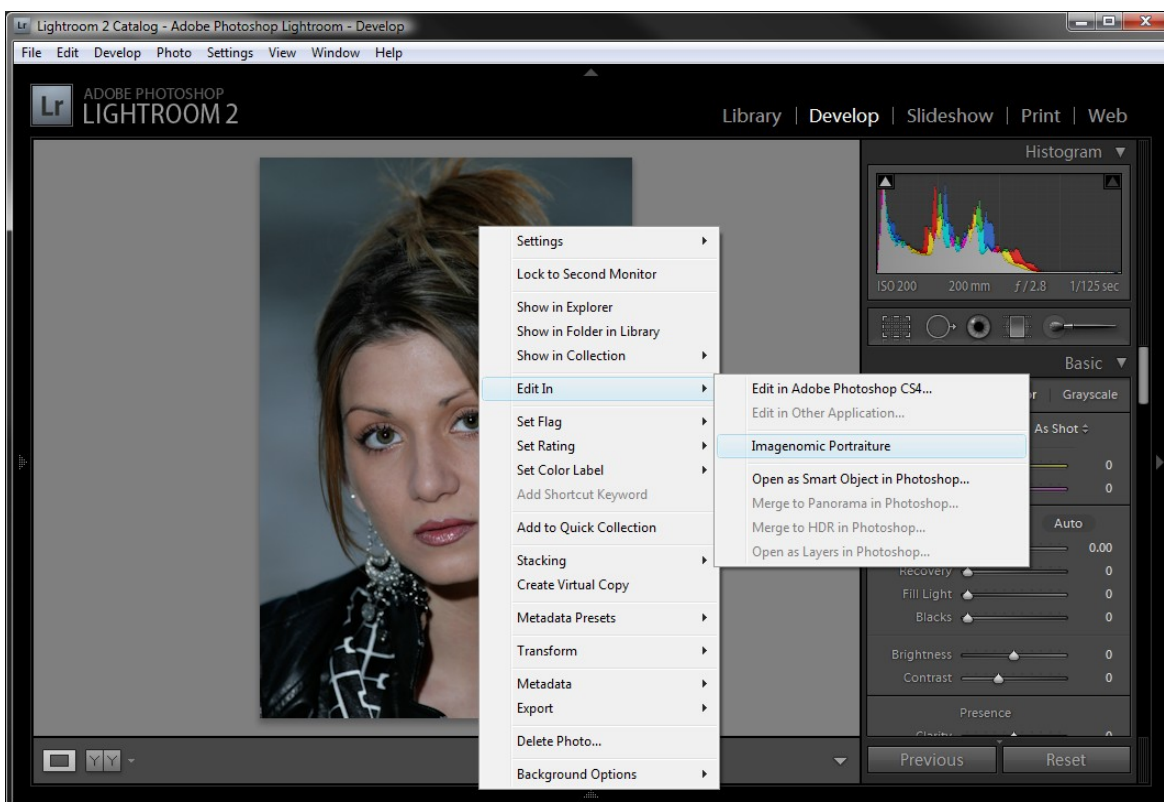 Lightroom 2 Catalog - Adobe Photoshop Lightroom - Develop
File Edit Develop Photo Settings View Window Help
Lr
ADOBE PHOTOSHOP
LIGHTROOM 2
Library | Develop | Slideshow | Print | Web
Histogram
ISO 200 200 mm ƒ / 2.8 1/125 sec
Basic
Grayscale
As Shot
0
0
Auto
0.00
Recovery 0
Fill Light 0
Blacks 0
Brightness 0
Contrast 0
Presence
Clarity 0
Previous Reset
Settings
Lock to Second Monitor
Show in Explorer
Show in Folder in Library
Show in Collection
Edit In
Set Flag
Set Rating
Set Color Label
Add Shortcut Keyword
Add to Quick Collection
Stacking
Create Virtual Copy
Metadata Presets
Transform
Metadata
Export
Delete Photo...
Background Options
Edit in Adobe Photoshop CS4...
Edit in Other Application...
Imagenomic Portraiture
Open as Smart Object in Photoshop...
Merge to Panorama in Photoshop...
Merge to HDR in Photoshop...
Open as Layers in Photoshop...
Y Y